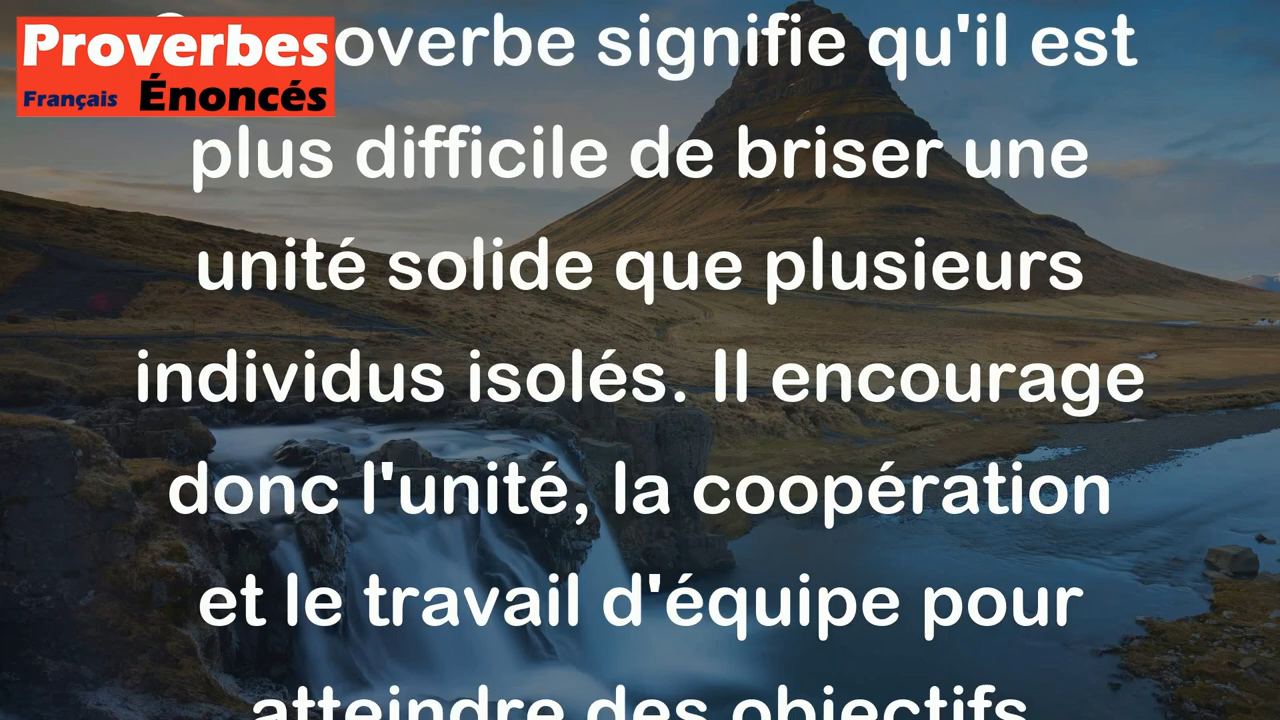 Proverbes
Français Énoncés
overbe signifie qu'il est
plus difficile de briser une
unité solide que plusieurs
individus isolés. Il encourage
donc l'unité, la coopération
et le travail d'équipe pour
atteindre des objectifs